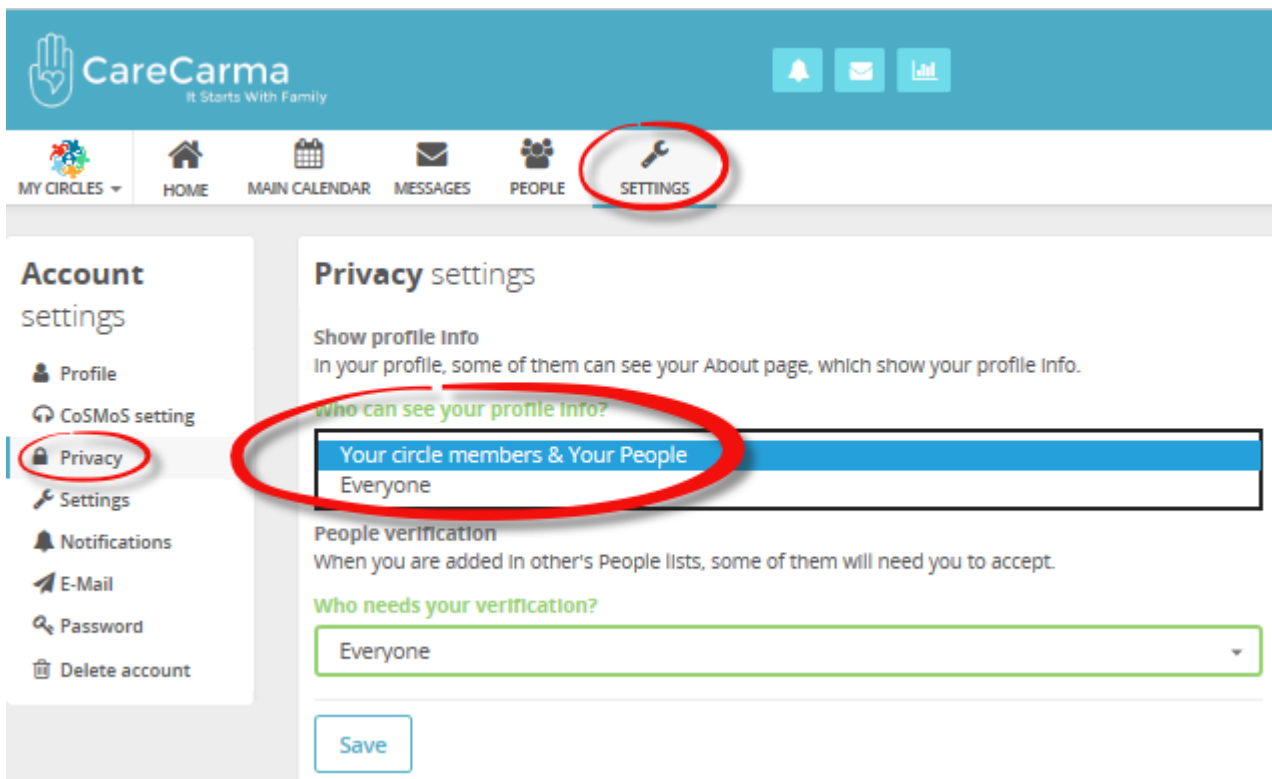 CareCarma
It Starts With Family
MY CIRCLES
HOME
MAIN CALENDAR
MESSAGES
PEOPLE
SETTINGS
Account
settings
Profile
CoSMoS setting
Privacy
Settings
Notifications
E-Mail
Password
Delete account
Privacy settings
Show profile info
In your profile, some of them can see your About page, which show your profile info.
Who can see your profile info?
Your circle members & Your People
Everyone
People verification
When you are added in other's People lists, some of them will need you to accept.
Who needs your verification?
Everyone
Save